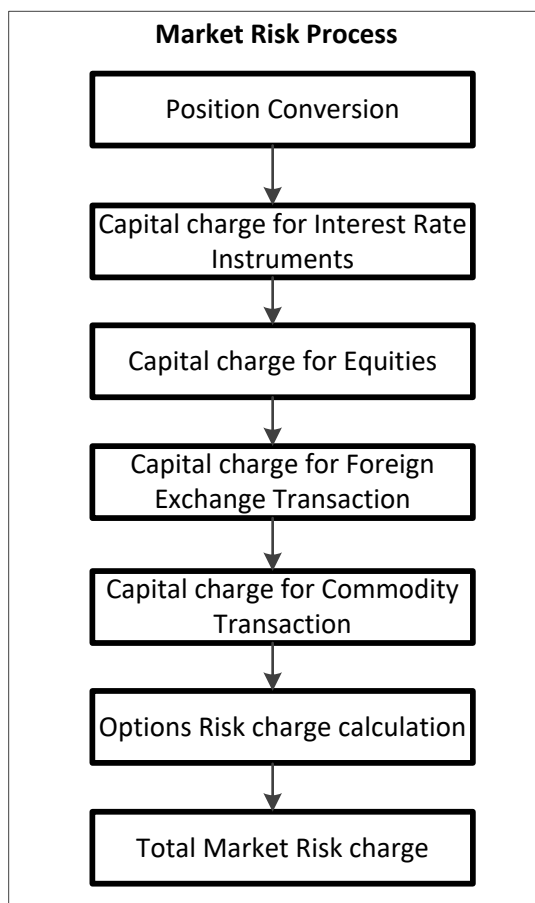 Market Risk Process
Position Conversion
Capital charge for Interest Rate
Instruments
Capital charge for Equities
Capital charge for Foreign
Exchange Transaction
Capital charge for Commodity
Transaction
Options Risk charge calculation
Total Market Risk charge